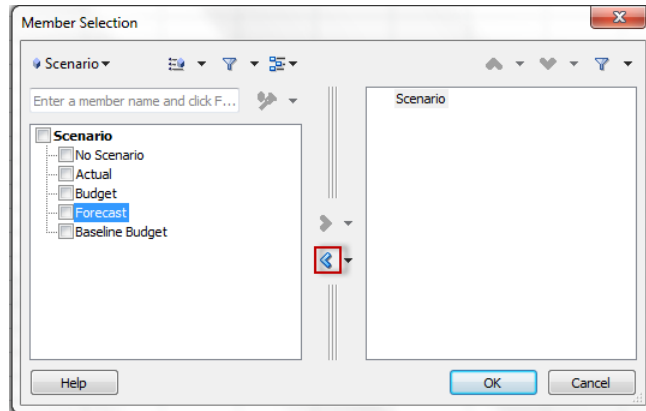 Member Selection
Scenario
Enter a member name and click F...
Scenario
Scenario
No Scenario
Actual
Budget
Forecast
Baseline Budget
Help
OK
Cancel